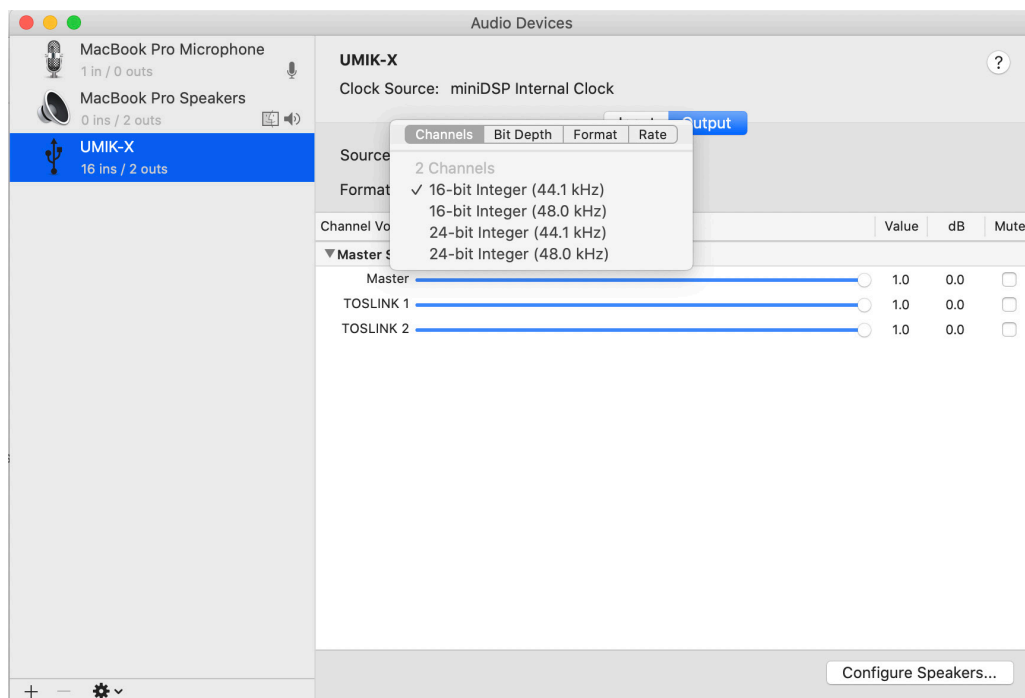 Audio Devices
MacBook Pro Microphone
1 in / 0 outs
MacBook Pro Speakers
0 ins / 2 outs
UMIK-X
16 ins / 2 outs
UMIK-X
?
Clock Source: miniDSP Internal Clock
Channels Bit Depth Format Rate
Source
2 Channels
Format
✓ 16-bit Integer (44.1 kHz)
16-bit Integer (48.0 kHz)
24-bit Integer (44.1 kHz)
24-bit Integer (48.0 kHz)
Channel Vo Value dB Mute
Master S
Master 1.0 0.0
TOSLINK 1 1.0 0.0
TOSLINK 2 1.0 0.0
Configure Speakers...